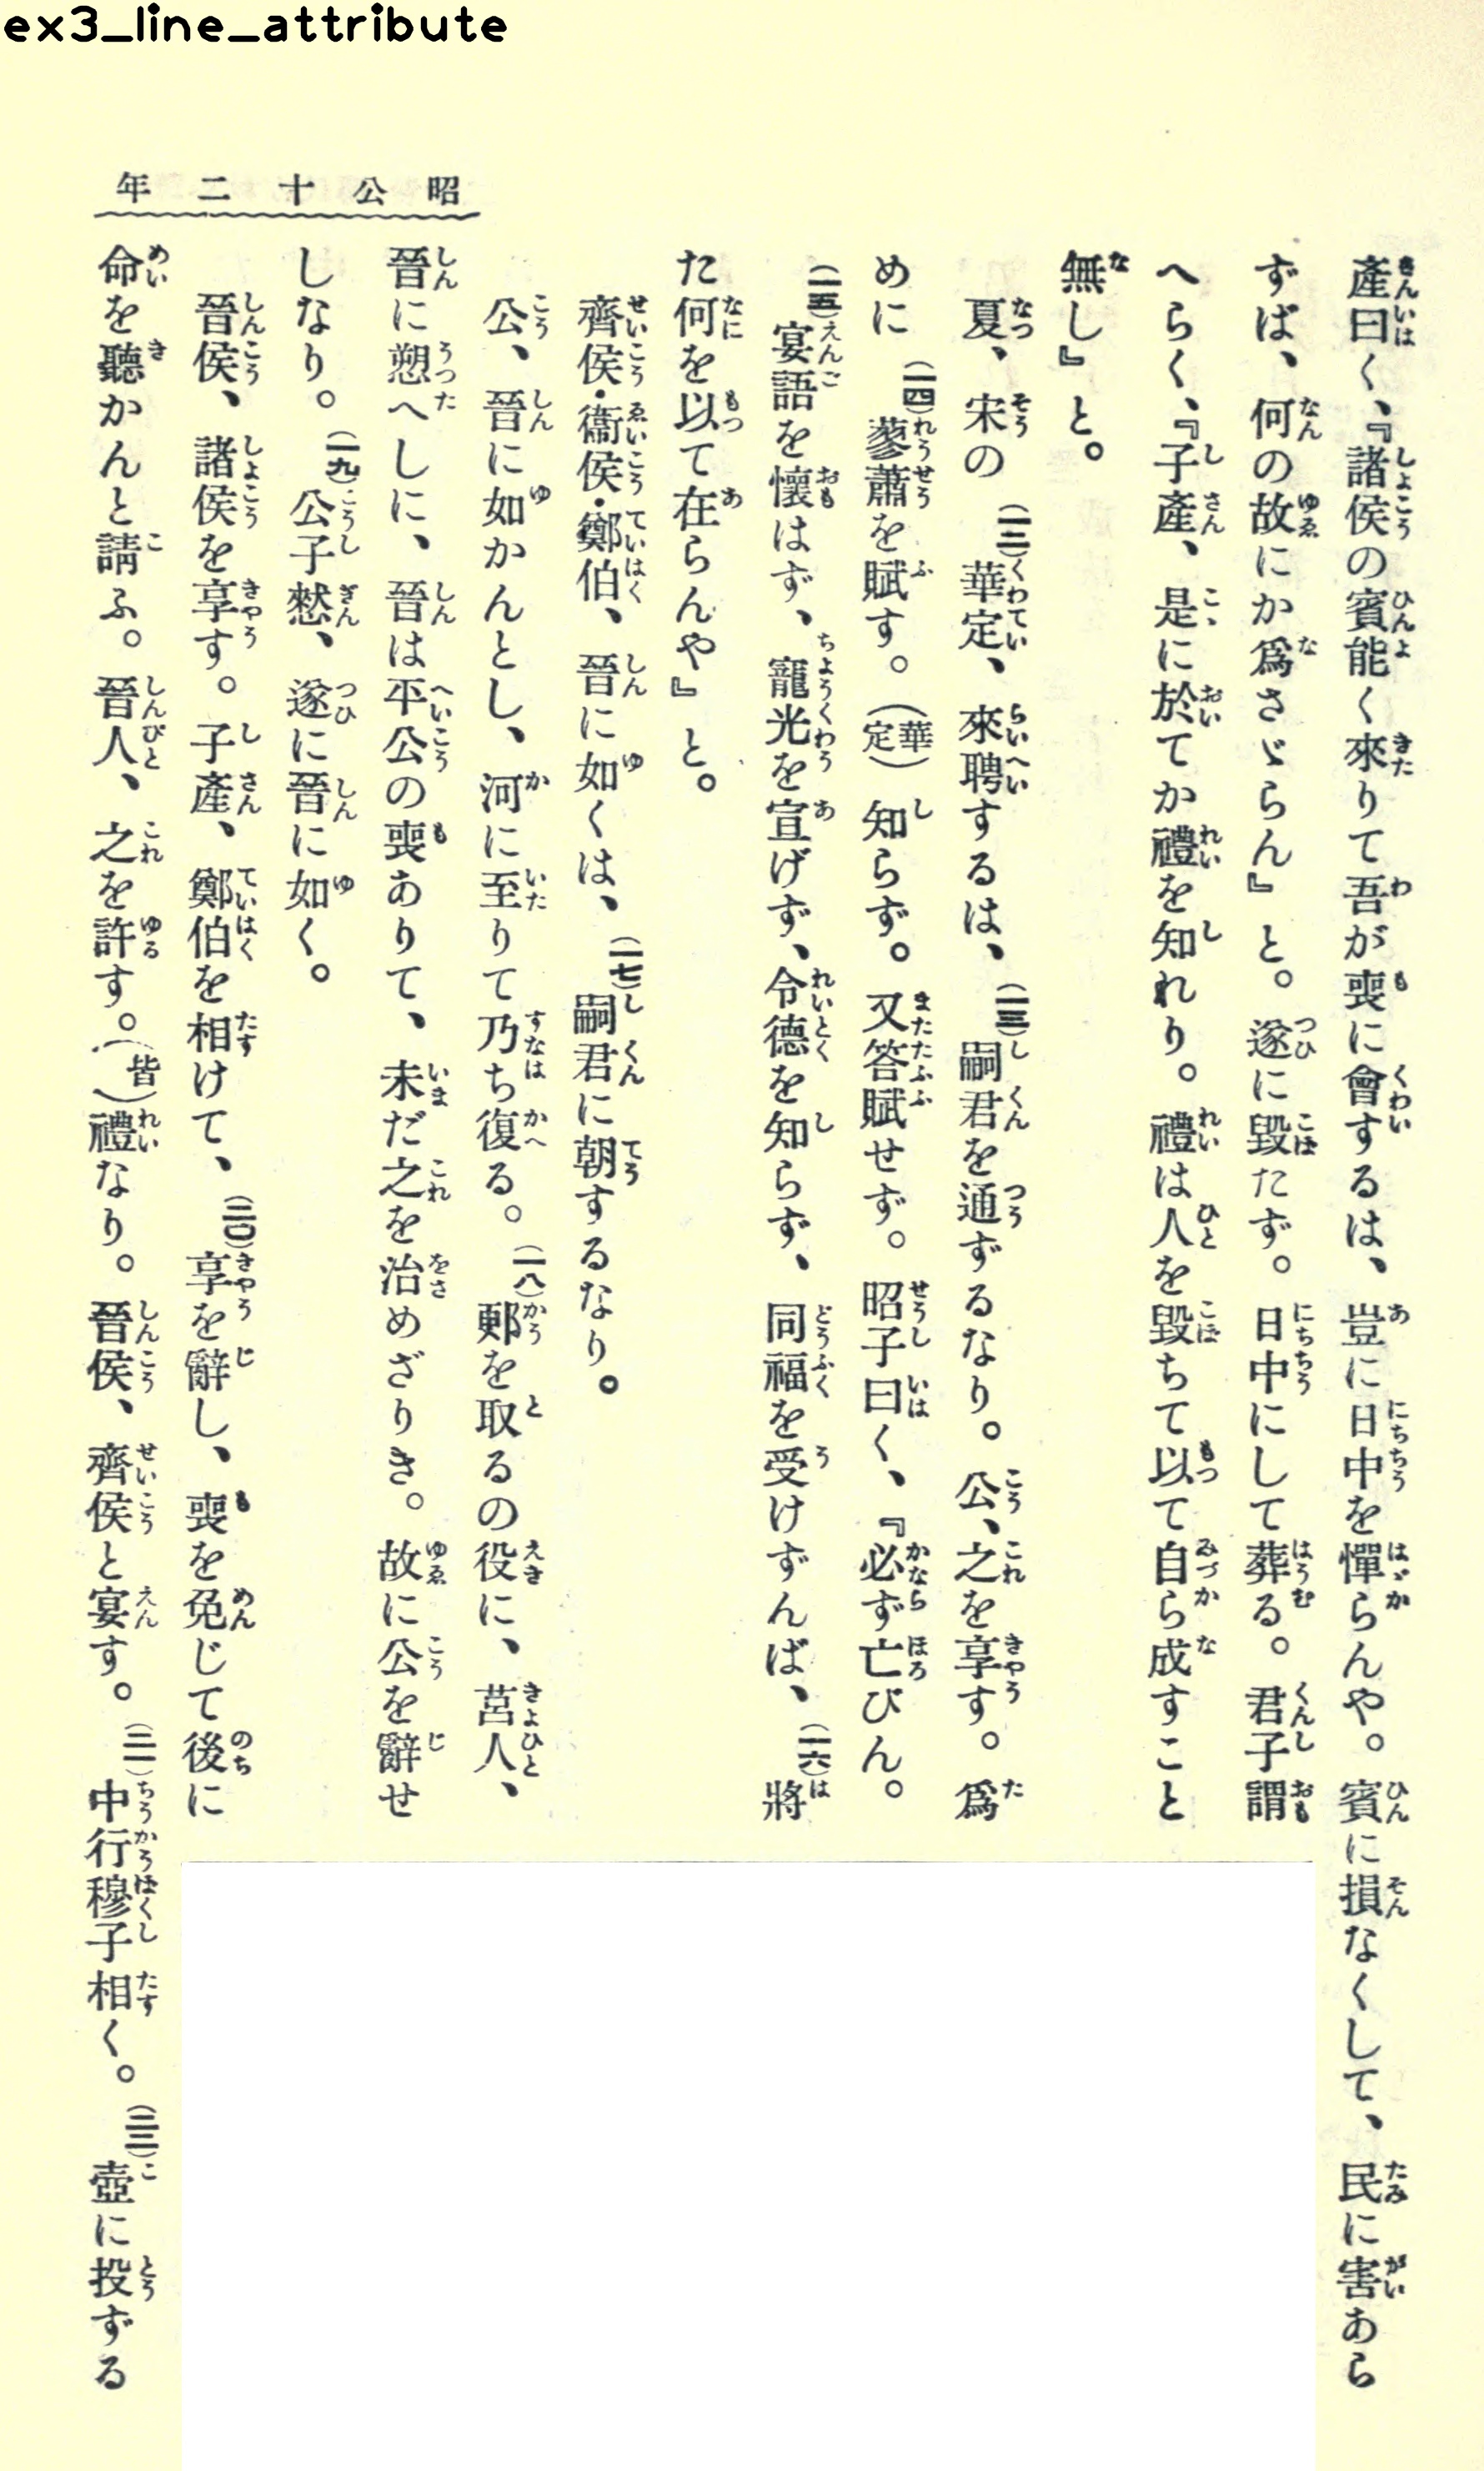 ex3_line_attribute
昭公十二年
產曰く、『諸侯の賓能く來りて吾が喪に會するは、豈に日中を憚らんや。賓に損なくして、民に害あら
ずば、何の故にか爲さゞらん』と。遂に毀たず。日中にして葬る。君子謂
へらく、『子產、是に於てか禮を知れり。禮は人を毀ちて以て自ら成すこと
無し』と。
夏、宋の(一二)華定、來聘するは、(一三)嗣君を通ずるなり。公、之を享す。爲
めに(一四)蓼蕭を賦す。(華定)知らず。又答賦せず。昭子曰く、『必ず亡びん。
(一五)宴語を懷はず、寵光を宣げず、令德を知らず、同福を受けずんば、(一六)將
た何を以て在らんや』と。
齊侯・衞侯・鄭伯、晉に如くは、(一七)嗣君に朝するなり。
公、晉に如かんとし、河に至りて乃ち復る。(一八)郠を取るの役に、莒人、
晉に愬へしに、晉は平公の喪ありて、未だ之を治めざりき。故に公を辭せ
しなり。(一九)公子憖、遂に晉に如く。
晉侯、諸侯を享す。子產、鄭伯を相けて、(二〇)享を辭し、喪を免じて後に
命を聽かんと請ふ。晉人、之を許す。(皆)禮なり。晉侯、齊侯と宴す。(二一)中行穆子相く。(二二)壺に投ずる